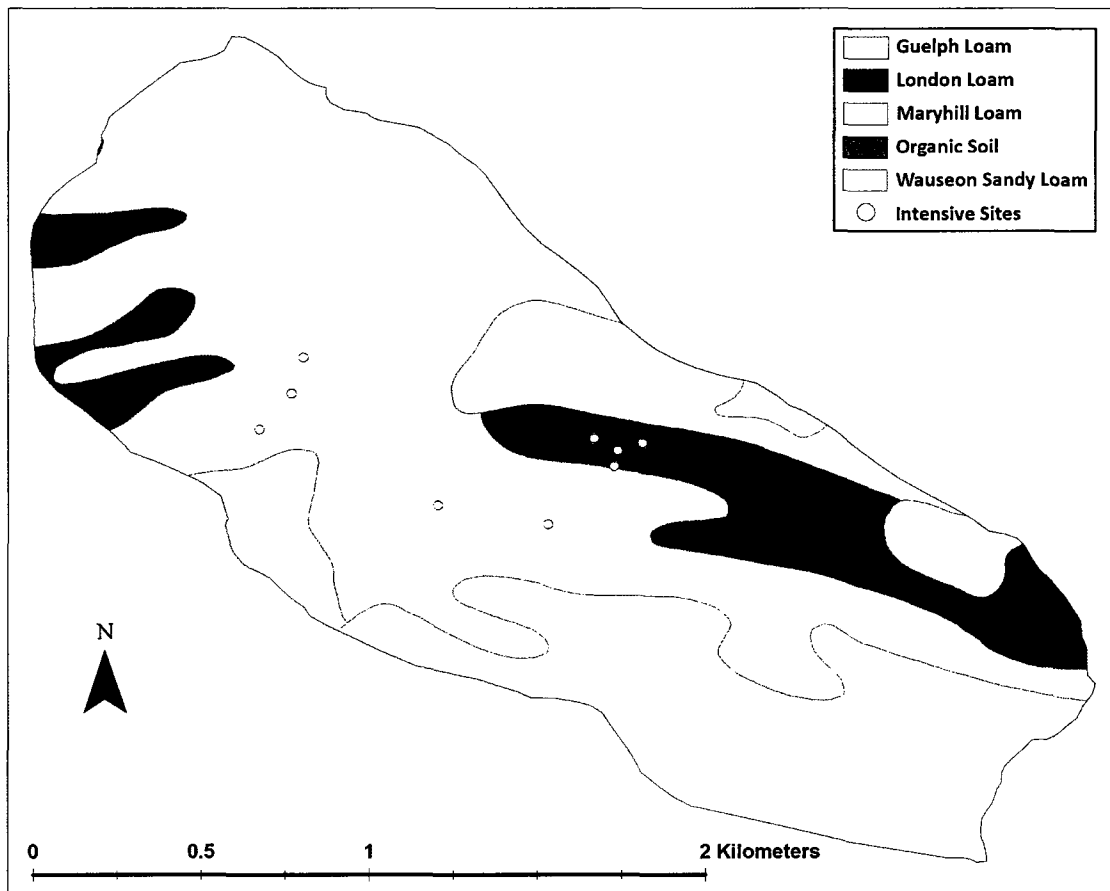 Guelph Loam
London Loam
Maryhill Loam
Organic Soil
Wauseon Sandy Loam
Intensive Sites
N
0 0.5 1 2 Kilometers